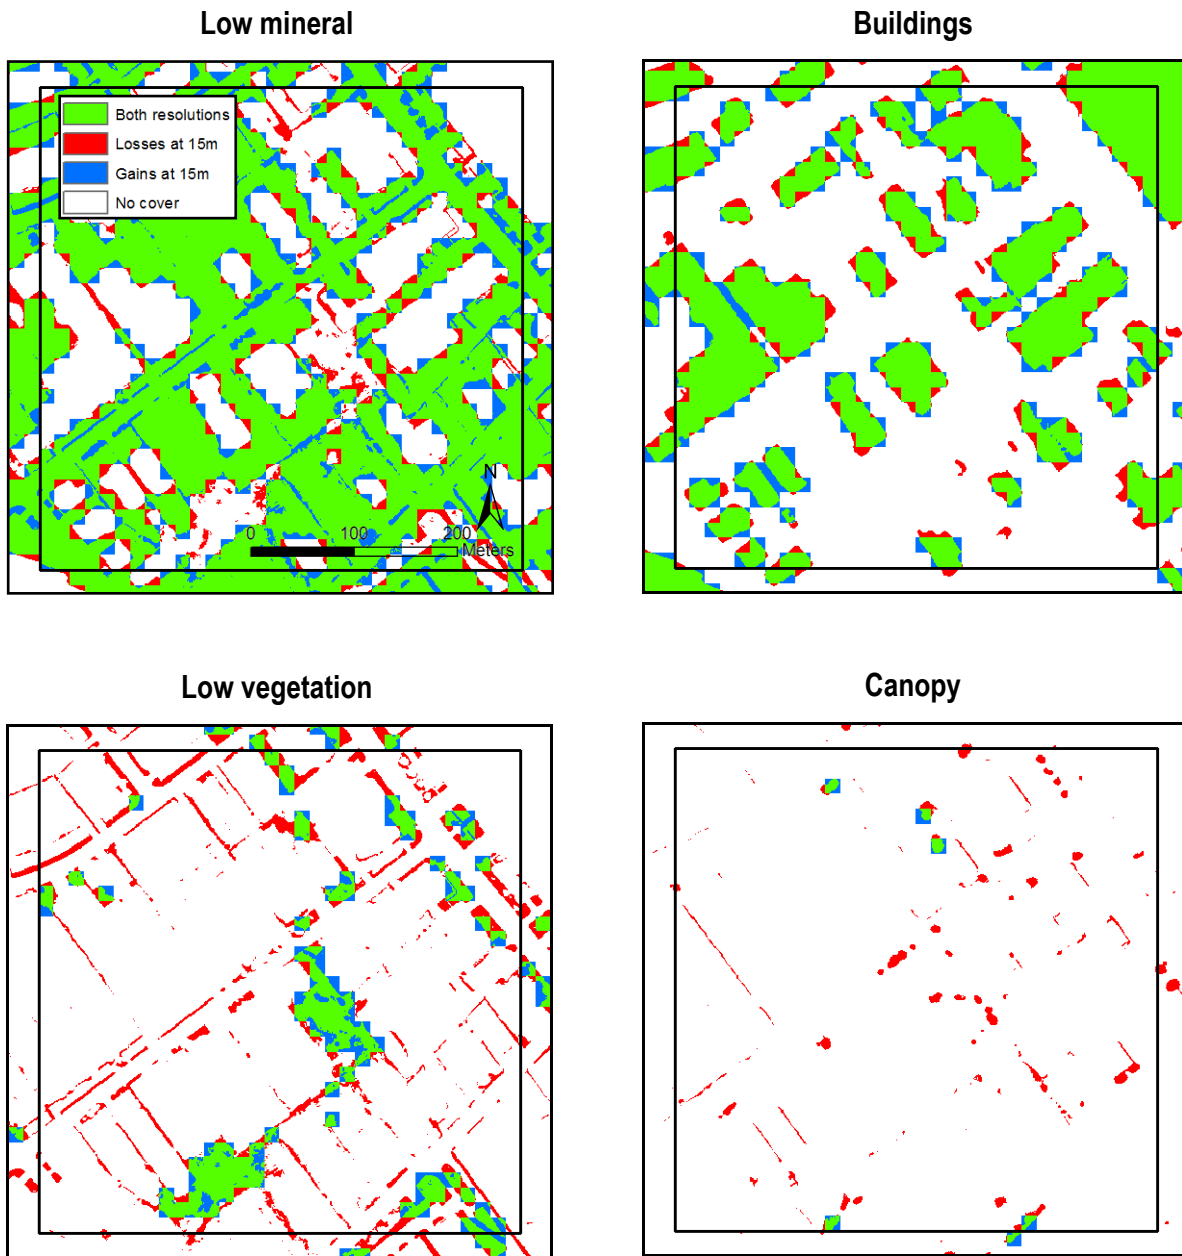 Low mineral
Buildings
Both resolutions
Losses at 15m
Gains at 15m
No cover
N
0 100 200
Meters
Low vegetation
Canopy